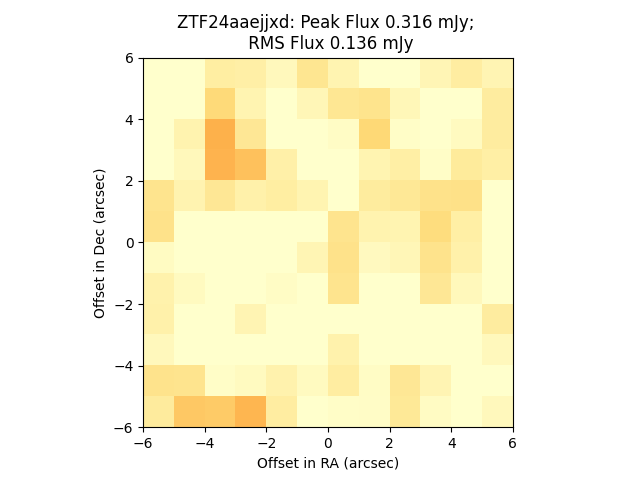 ZTF24aaejjxd: Peak Flux 0.316 mJy;
RMS Flux 0.136 mJy
6
4
2
0
−2
−4
−6
Offset in Dec (arcsec)
−6 −4 −2 0 2 4 6
Offset in RA (arcsec)